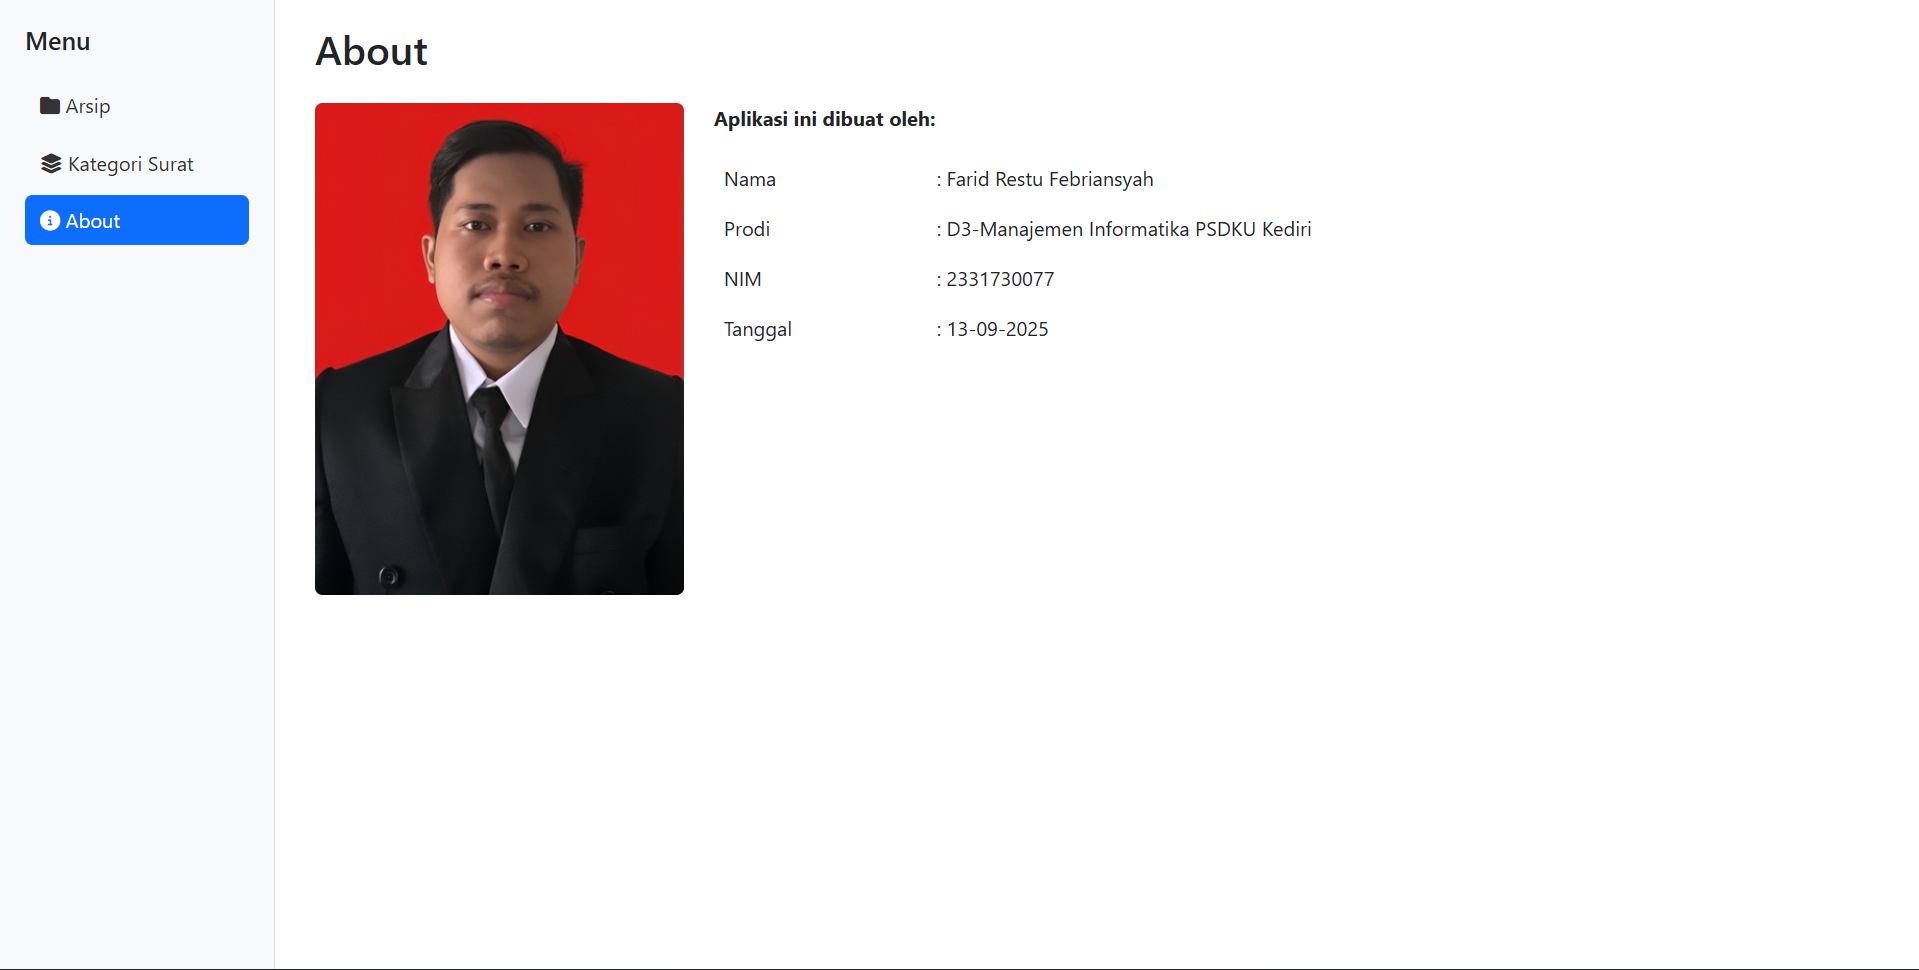 Menu
Arsip
Kategori Surat
About
About
Aplikasi ini dibuat oleh:
Nama : Farid Restu Febriansyah
Prodi : D3-Manajemen Informatika PSDKU Kediri
NIM : 2331730077
Tanggal : 13-09-2025